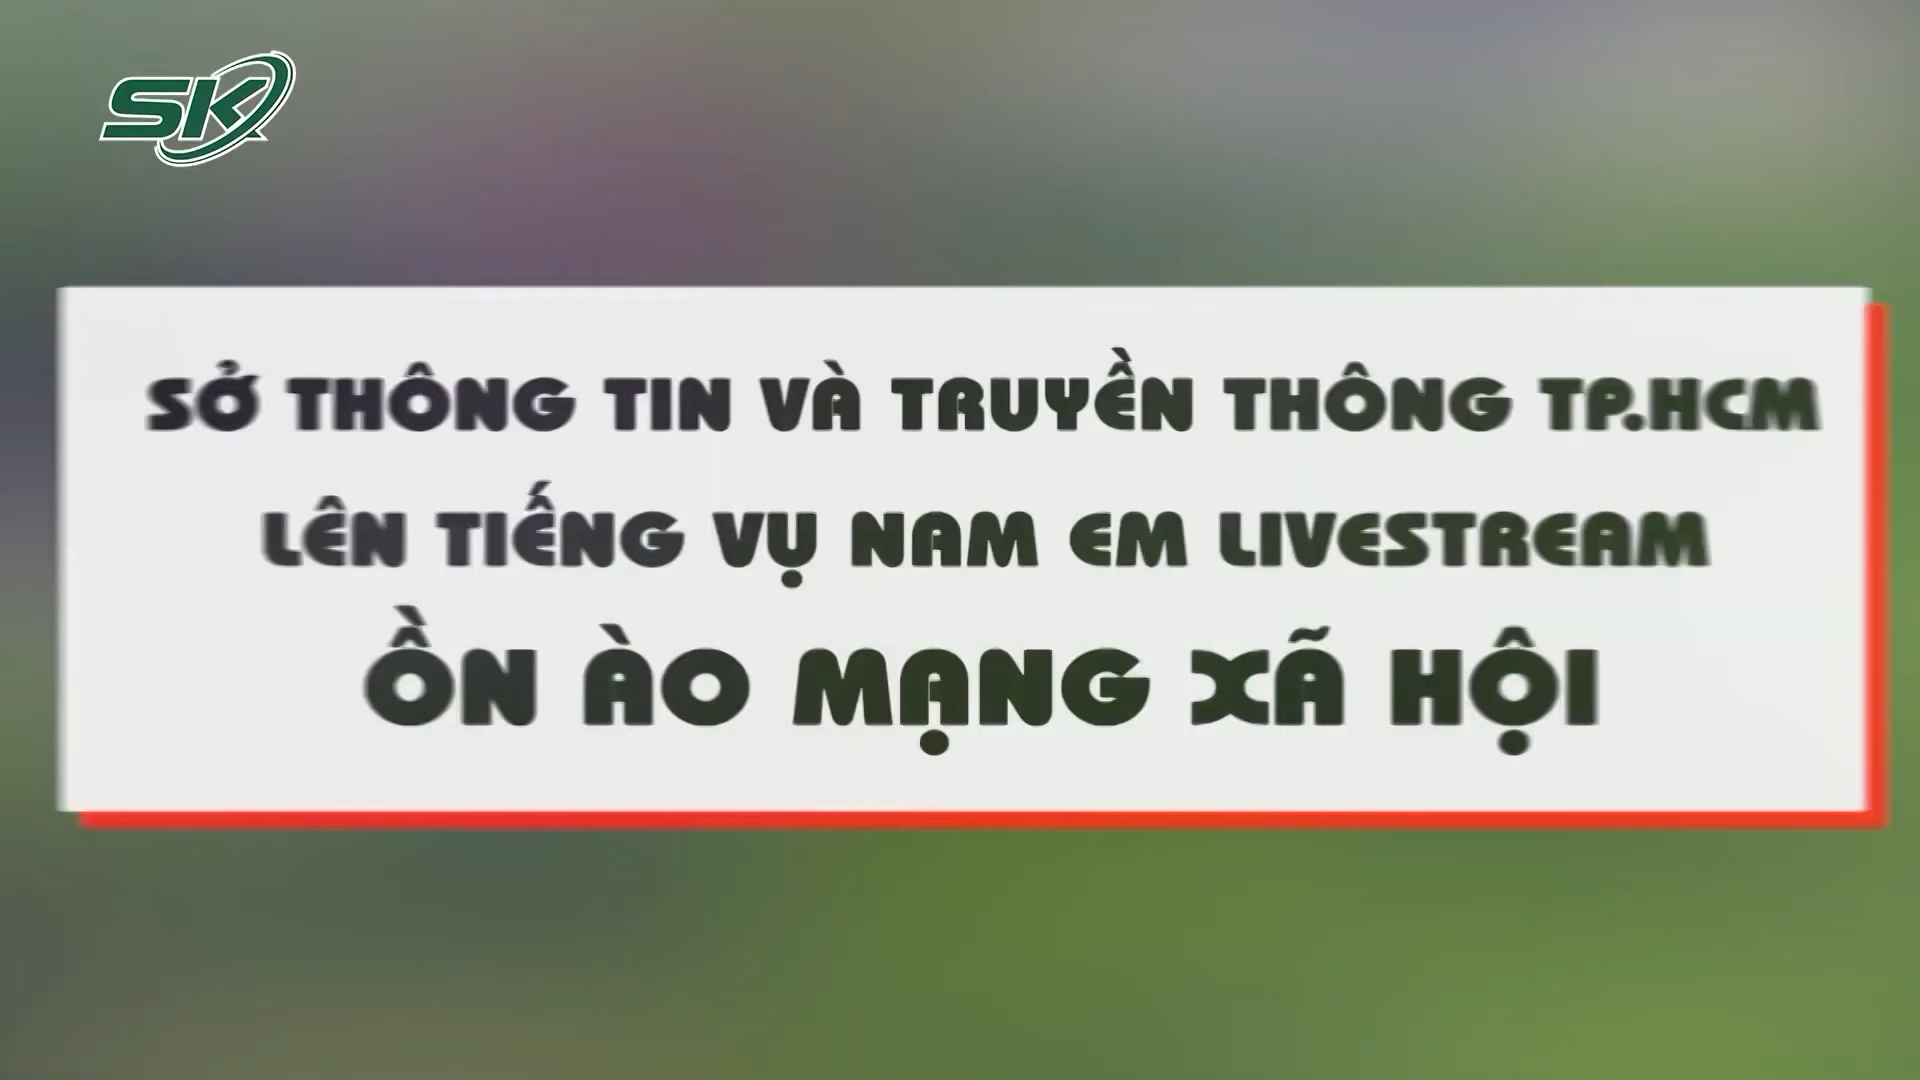 SK
SỞ THÔNG TIN VÀ TRUYỀN THÔNG TP.HCM
LÊN TIẾNG VỤ NAM EM LIVESTREAM
ỒN ÀO MẠNG XÃ HỘI